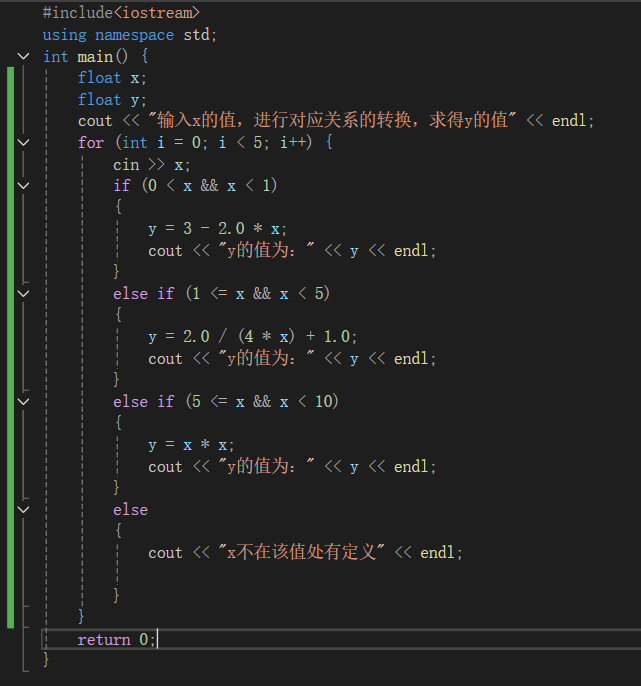 #include<iostream>
using namespace std;
int main() {
    float x;
    float y;
    cout << "输入x的值，进行对应关系的转换，求得y的值" << endl;
    for (int i = 0; i < 5; i++) {
        cin >> x;
        if (0 < x && x < 1)
        {
            y = 3 - 2.0 * x;
            cout << "y的值为：" << y << endl;
        }
        else if (1 <= x && x < 5)
        {
            y = 2.0 / (4 * x) + 1.0;
            cout << "y的值为：" << y << endl;
        }
        else if (5 <= x && x < 10)
        {
            y = x * x;
            cout << "y的值为：" << y << endl;
        }
        else
        {
            cout << "x不在该值处有定义" << endl;

        }
    }
    return 0;
}